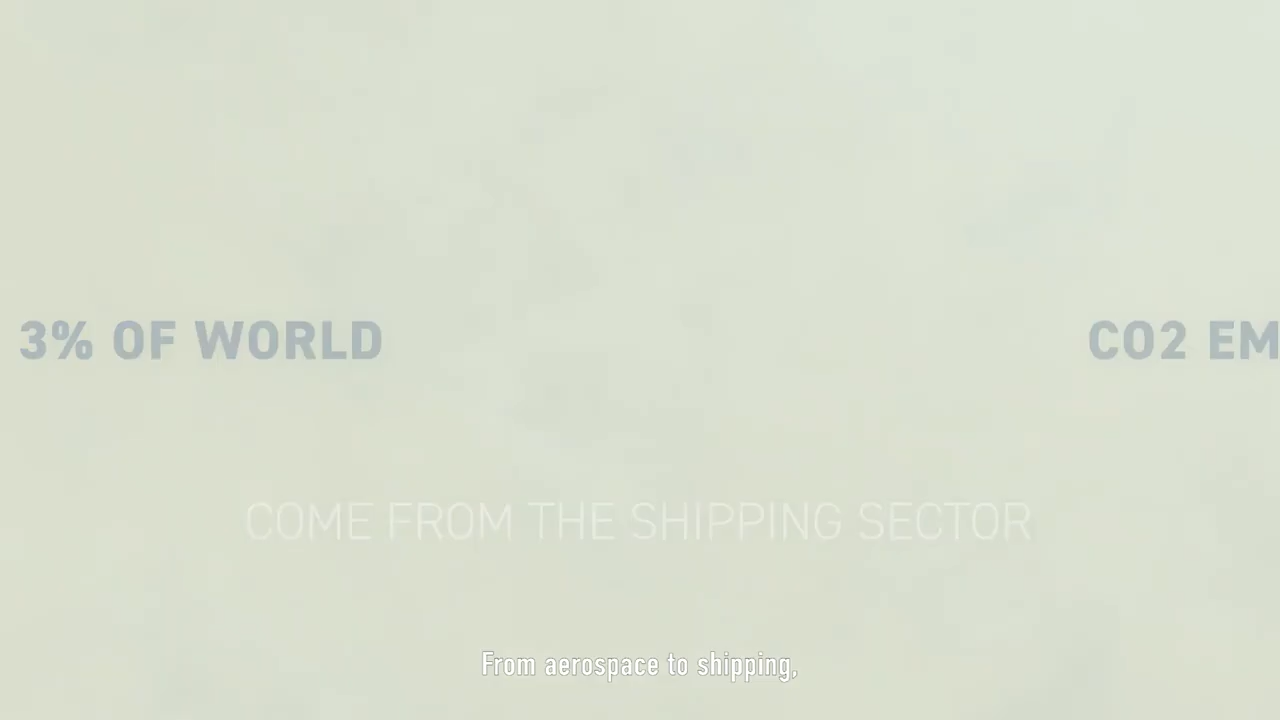 3% OF WORLD CO2 EM
COME FROM THE SHIPPING SECTOR
From aerospace to shipping,